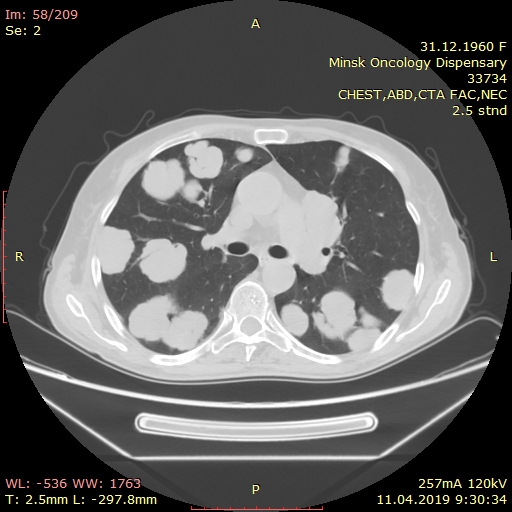 Im: 58/209
Se: 2
A
31.12.1960 F
Minsk Oncology Dispensary
33734
CHEST,ABD,CTA FAC,NEC
2.5 stnd
R
L
WL: -536 WW: 1763
T: 2.5mm L: -297.8mm
P
257mA 120kV
11.04.2019 9:30:34